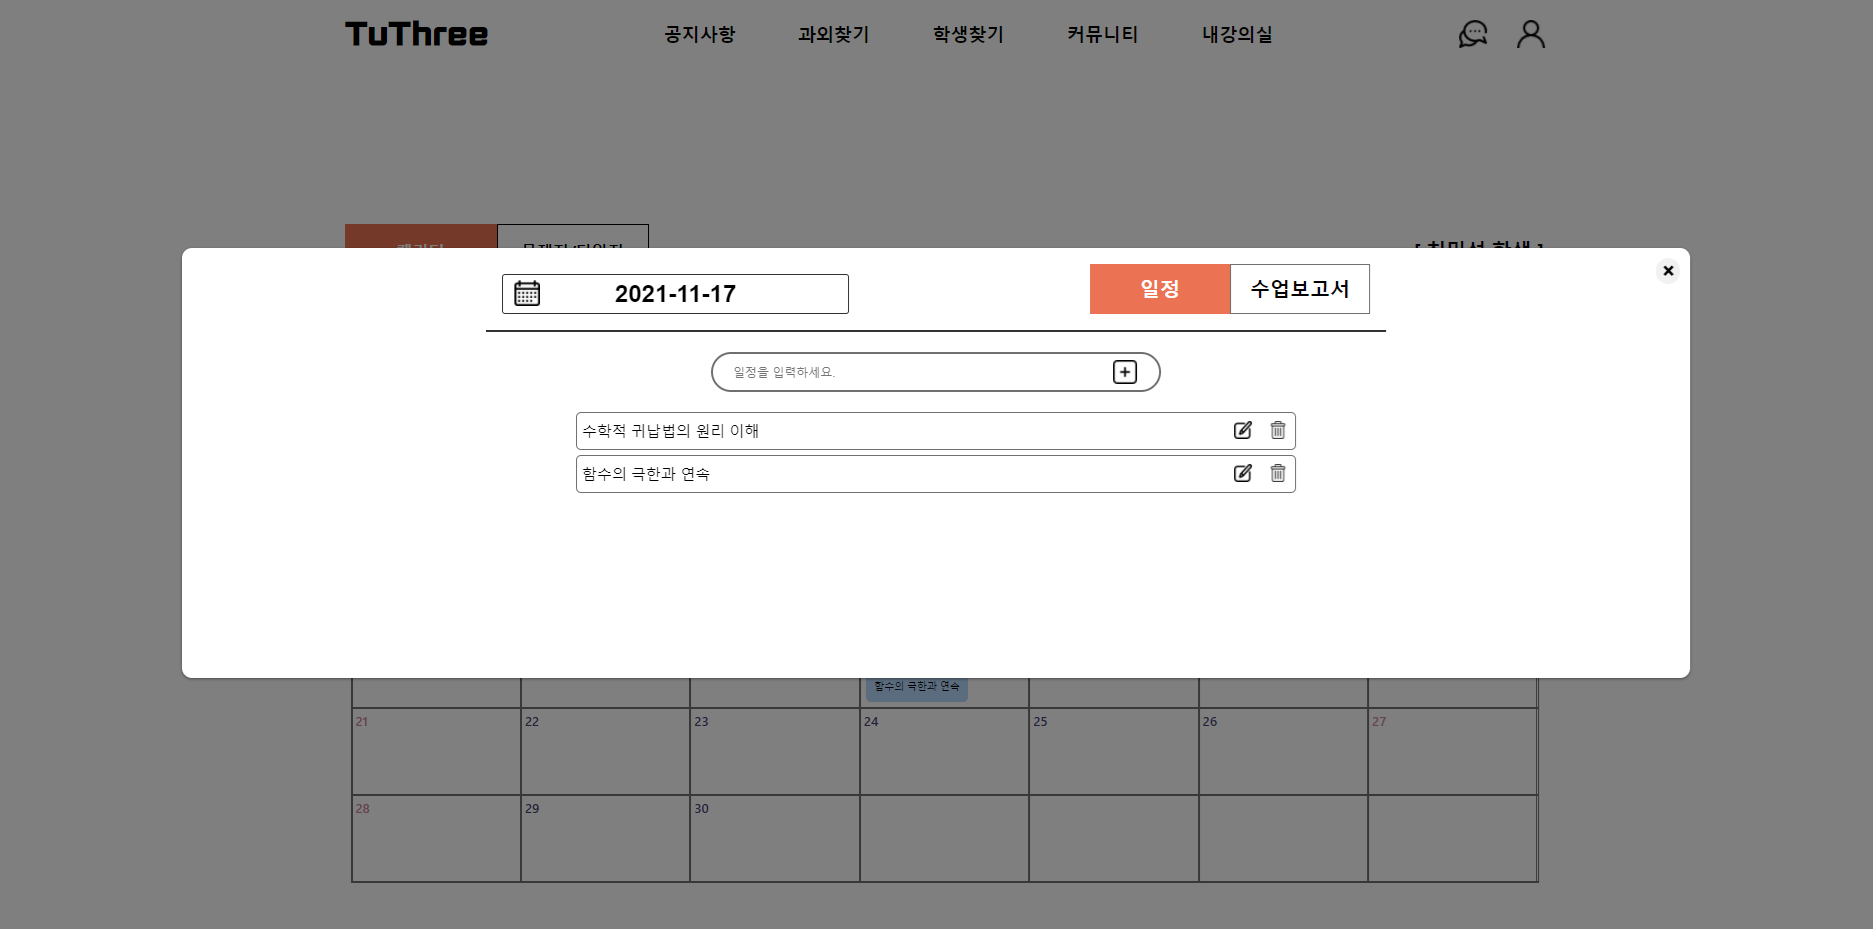 TuThree 공지사항 과외찾기 학생찾기 커뮤니티 내강의실
2021-11-17 일정 수업보고서
일정을 입력하세요.
수학적 귀납법의 원리 이해
함수의 극한과 연속
함수의 극한과 연속
21 22 23 24 25 26 27
28 29 30